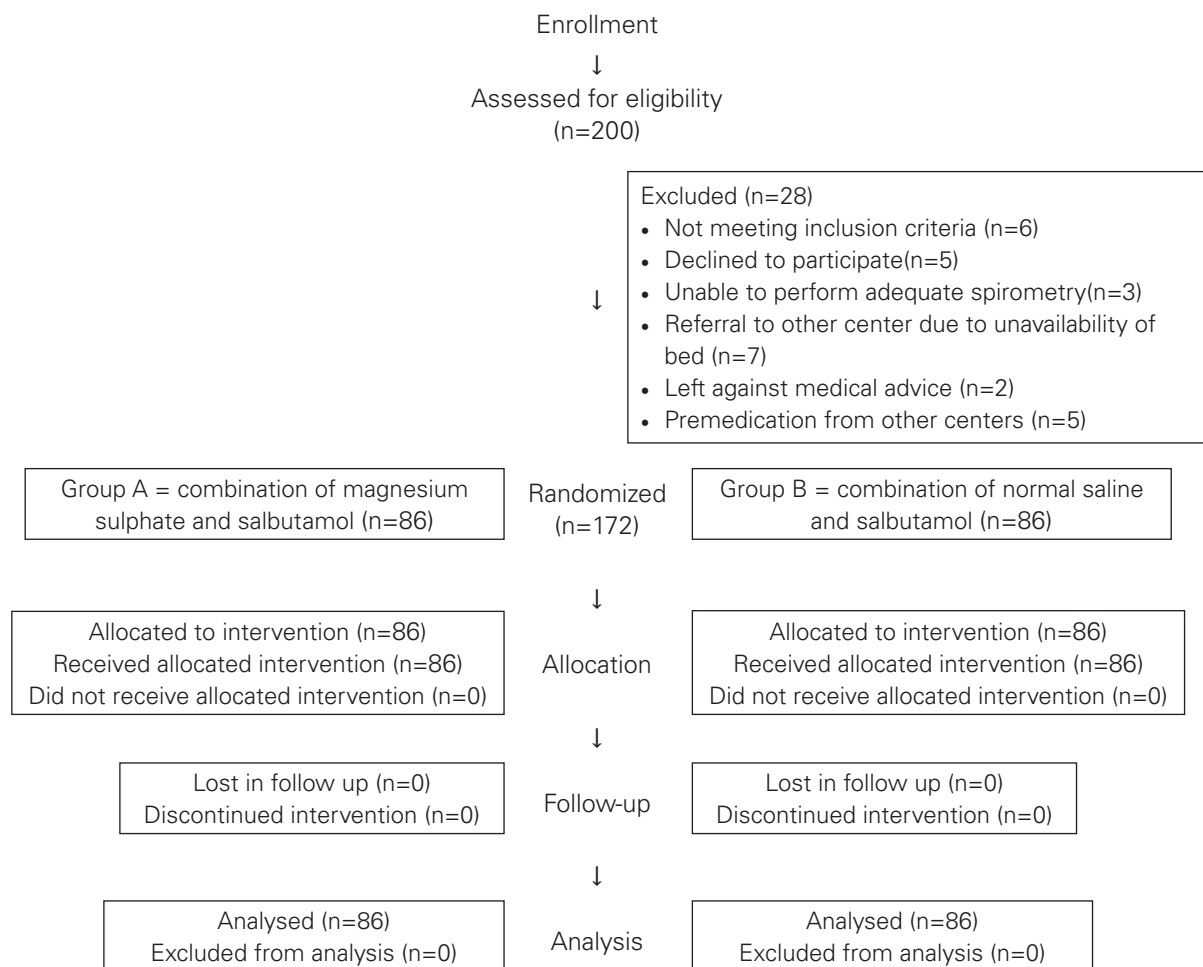 Enrollment
↓
Assessed for eligibility
(n=200)
↓
Excluded (n=28)
• Not meeting inclusion criteria (n=6)
• Declined to participate(n=5)
• Unable to perform adequate spirometry(n=3)
• Referral to other center due to unavailability of
bed (n=7)
• Left against medical advice (n=2)
• Premedication from other centers (n=5)
Group A = combination of magnesium
sulphate and salbutamol (n=86)
Randomized
(n=172)
Group B = combination of normal saline
and salbutamol (n=86)
↓
Allocated to intervention (n=86)
Received allocated intervention (n=86)
Did not receive allocated intervention (n=0)
Allocation
Allocated to intervention (n=86)
Received allocated intervention (n=86)
Did not receive allocated intervention (n=0)
↓
Lost in follow up (n=0)
Discontinued intervention (n=0)
Follow-up
Lost in follow up (n=0)
Discontinued intervention (n=0)
↓
Analysed (n=86)
Excluded from analysis (n=0)
Analysis
Analysed (n=86)
Excluded from analysis (n=0)